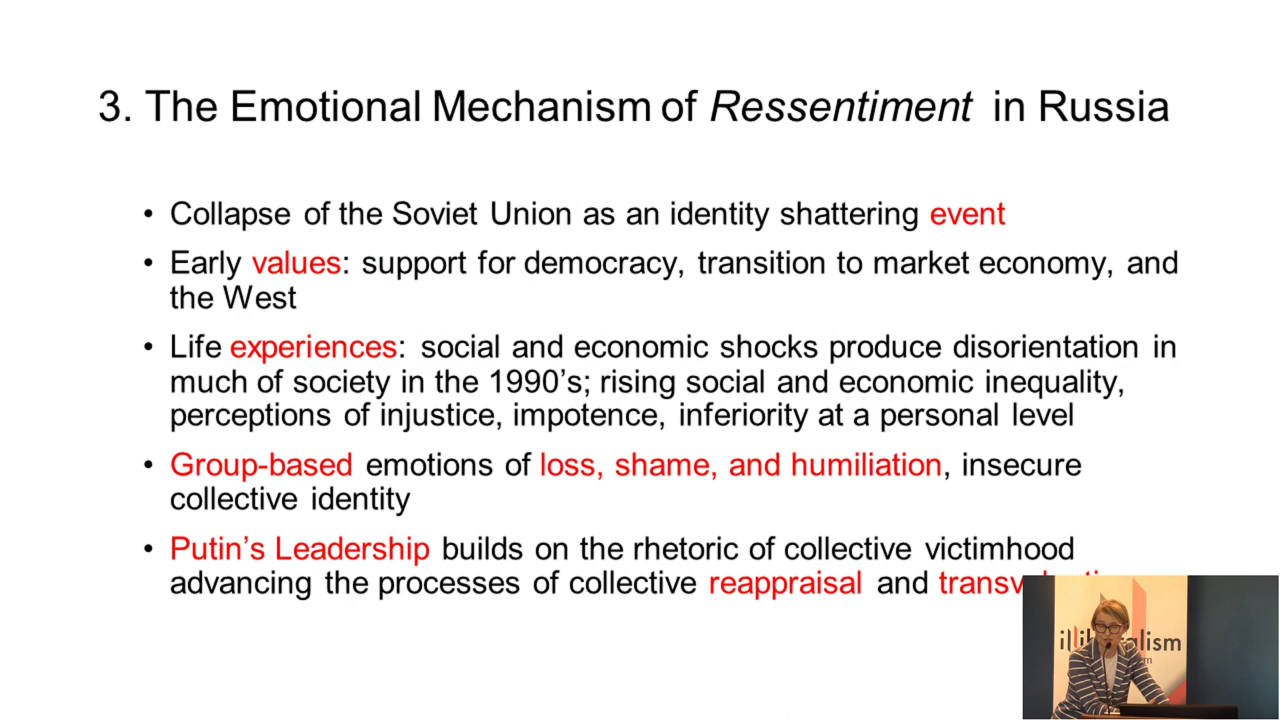 3. The Emotional Mechanism of Ressentiment in Russia
• Collapse of the Soviet Union as an identity shattering event
• Early values: support for democracy, transition to market economy, and
the West
• Life experiences: social and economic shocks produce disorientation in
much of society in the 1990’s; rising social and economic inequality,
perceptions of injustice, impotence, inferiority at a personal level
• Group-based emotions of loss, shame, and humiliation, insecure
collective identity
• Putin’s Leadership builds on the rhetoric of collective victimhood
advancing the processes of collective reappraisal and